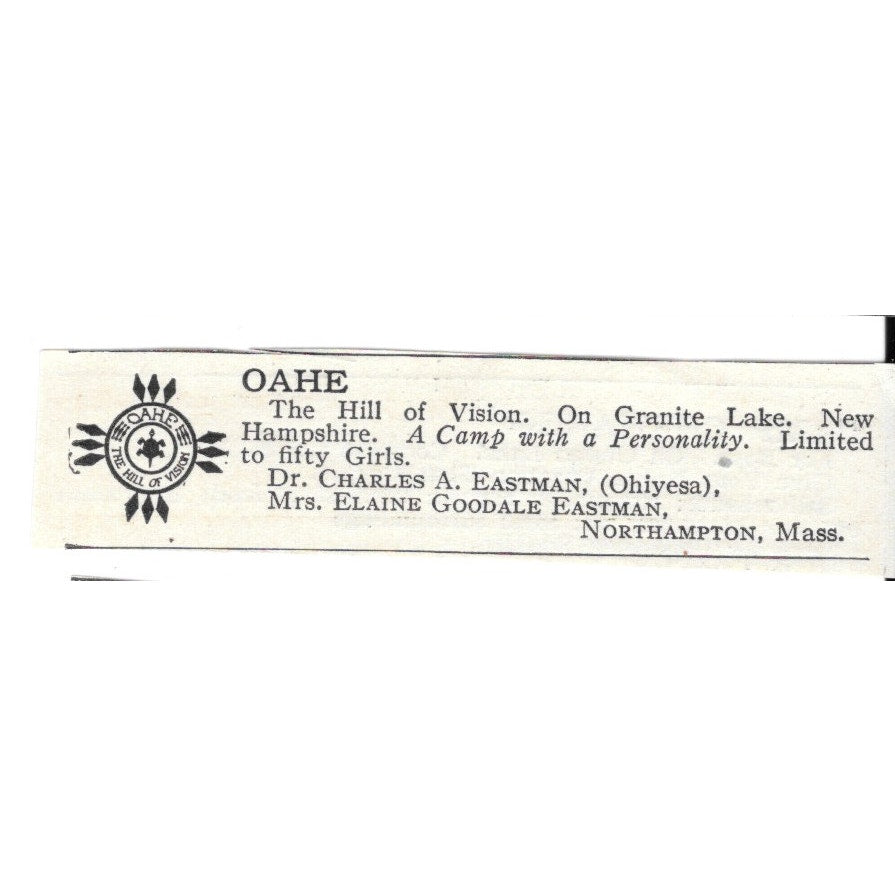 OAHE
THE HILL OF VISION
OAHE
The Hill of Vision. On Granite Lake. New
Hampshire. A Camp with a Personality. Limited
to fifty Girls.
Dr. CHARLES A. EASTMAN, (Ohiyesa),
Mrs. ELAINE GOODALE EASTMAN,
NORTHAMPTON, Mass.